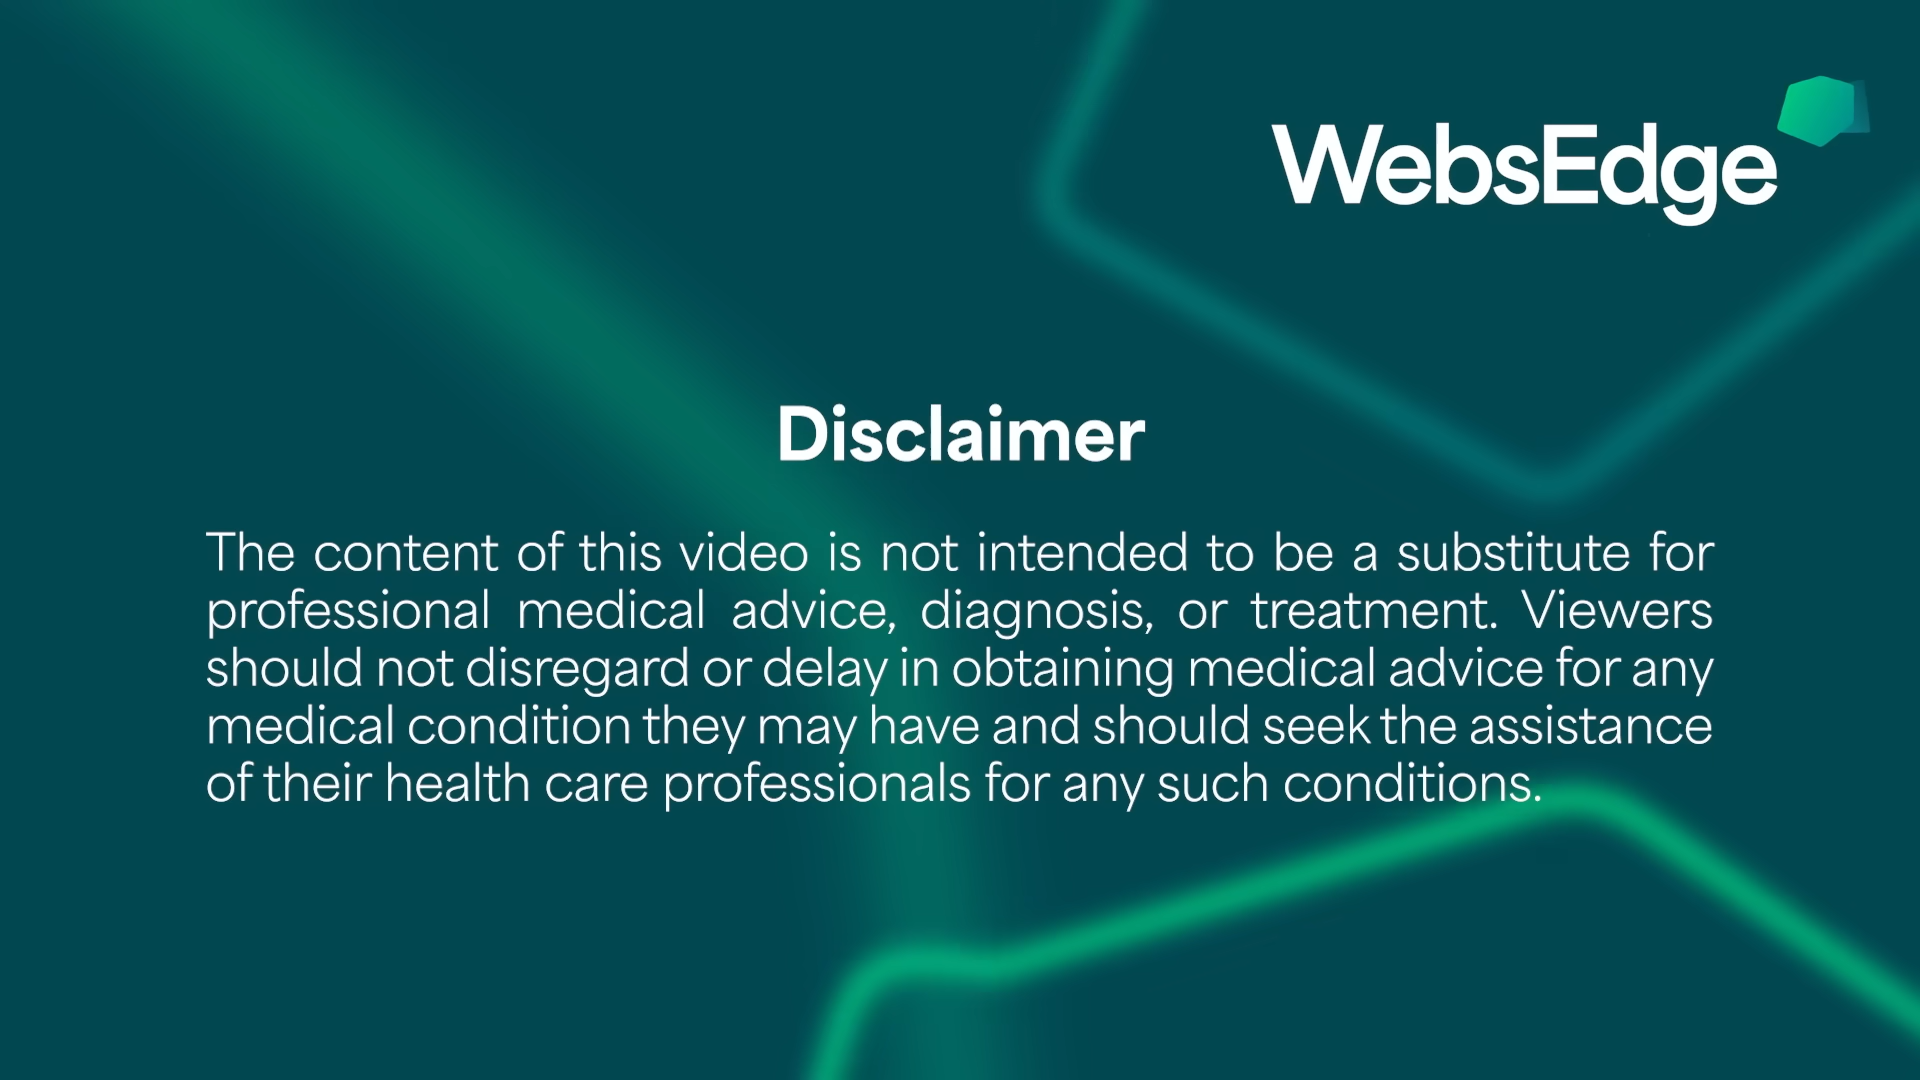 WebsEdge
Disclaimer
The content of this video is not intended to be a substitute for
professional medical advice, diagnosis, or treatment. Viewers
should not disregard or delay in obtaining medical advice for any
medical condition they may have and should seek the assistance
of their health care professionals for any such conditions.